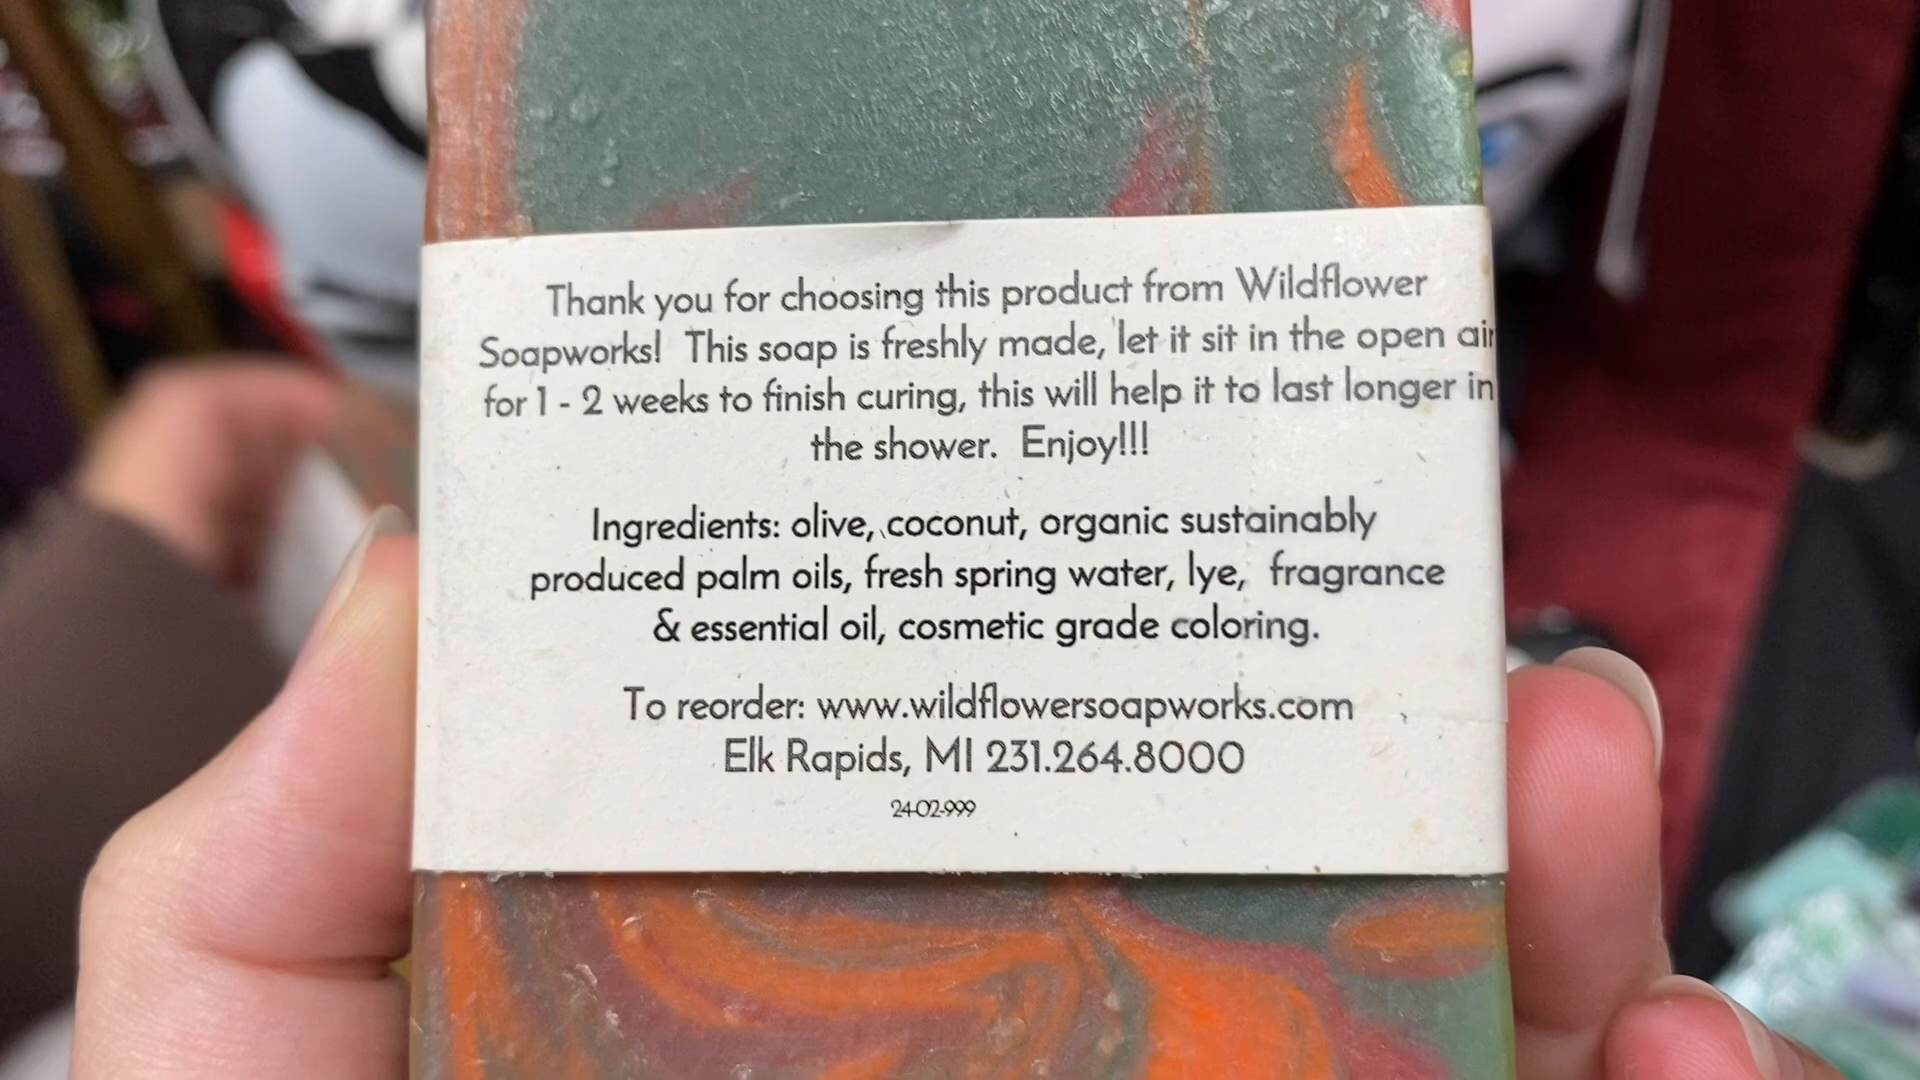 Thank you for choosing this product from Wildflower
Soapworks!  This soap is freshly made, let it sit in the open air
for 1 - 2 weeks to finish curing, this will help it to last longer in
the shower.  Enjoy!!!
Ingredients: olive, coconut, organic sustainably
produced palm oils, fresh spring water, lye,  fragrance
& essential oil, cosmetic grade coloring.
To reorder: www.wildflowersoapworks.com
Elk Rapids, MI 231.264.8000
24-02-999